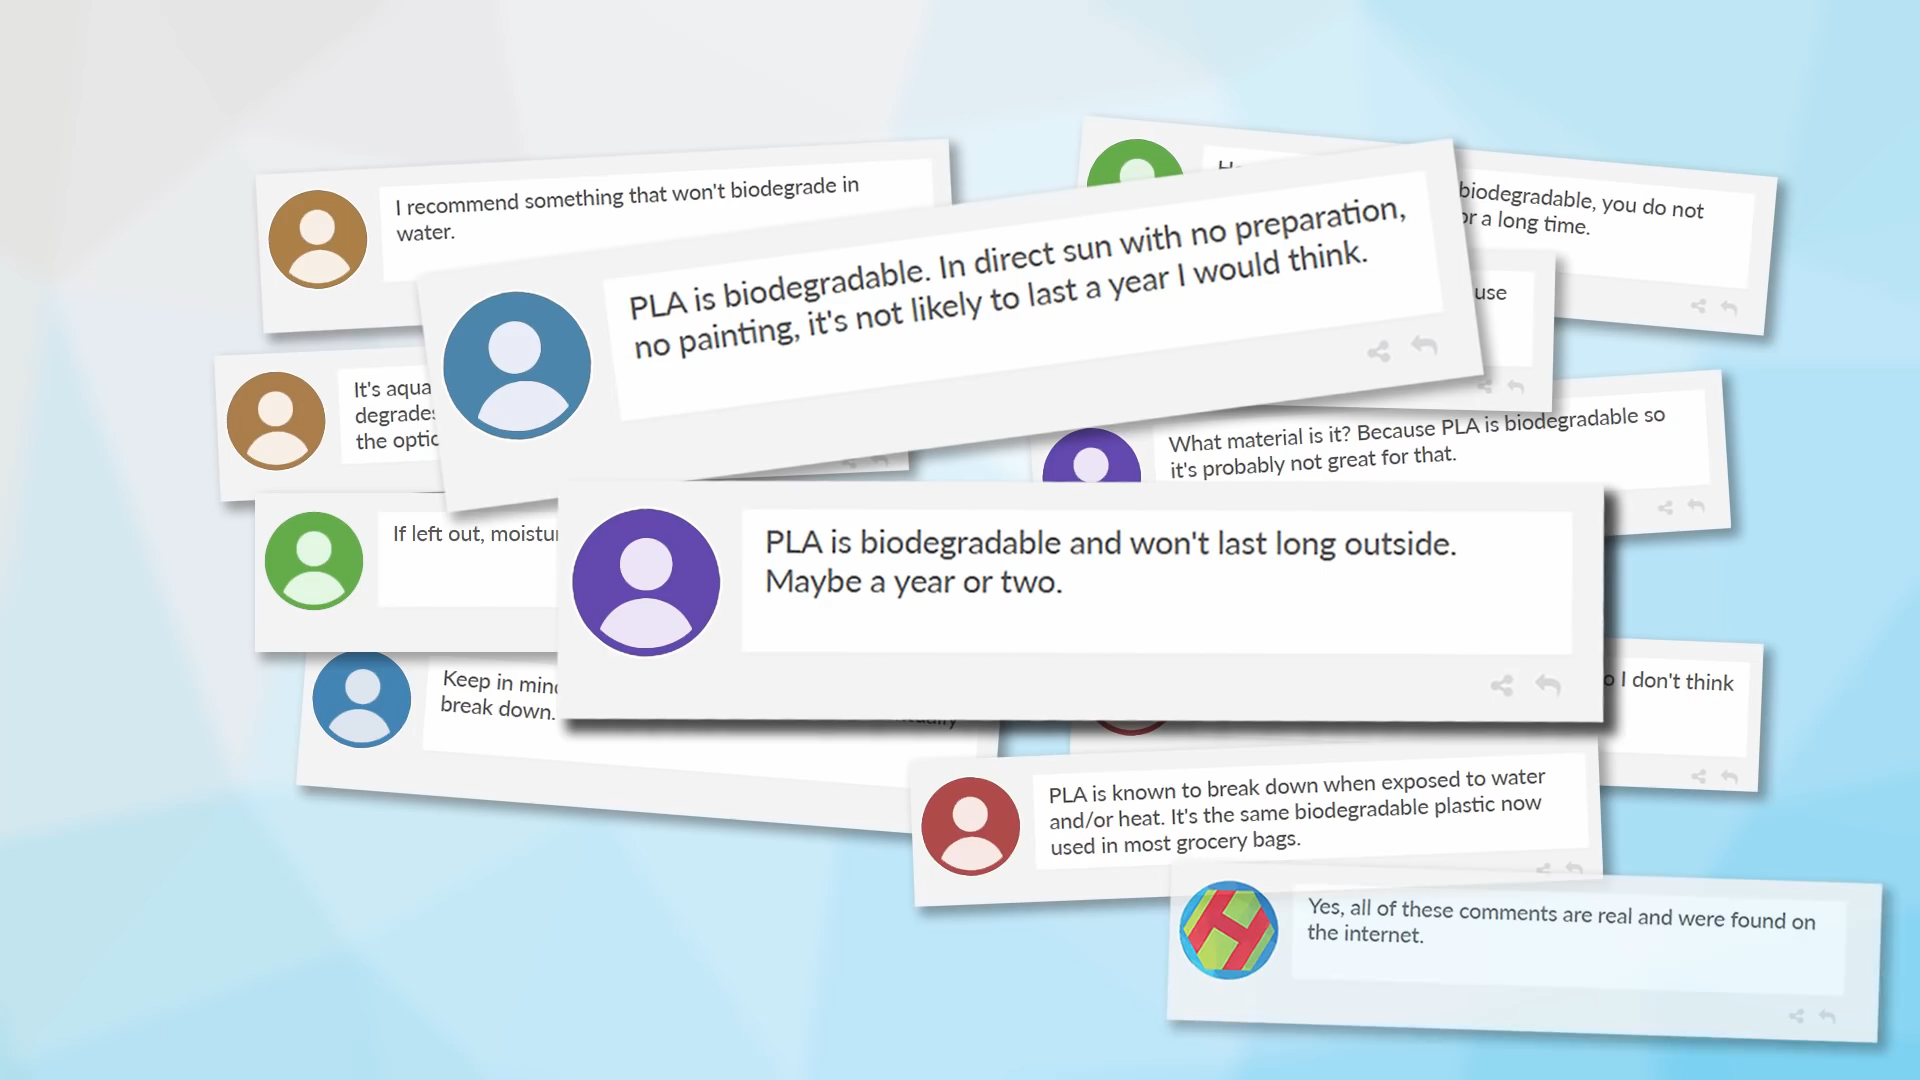 I recommend something that won't biodegrade in
water.
biodegradable, you do not
or a long time.
PLA is biodegradable. In direct sun with no preparation,
no painting, it's not likely to last a year I would think.
use
It's aqua
degrades
the optic
What material is it? Because PLA is biodegradable so
it's probably not great for that.
If left out, moistur
PLA is biodegradable and won't last long outside.
Maybe a year or two.
Keep in mind
break down.
o I don't think
PLA is known to break down when exposed to water
and/or heat. It's the same biodegradable plastic now
used in most grocery bags.
Yes, all of these comments are real and were found on
the internet.